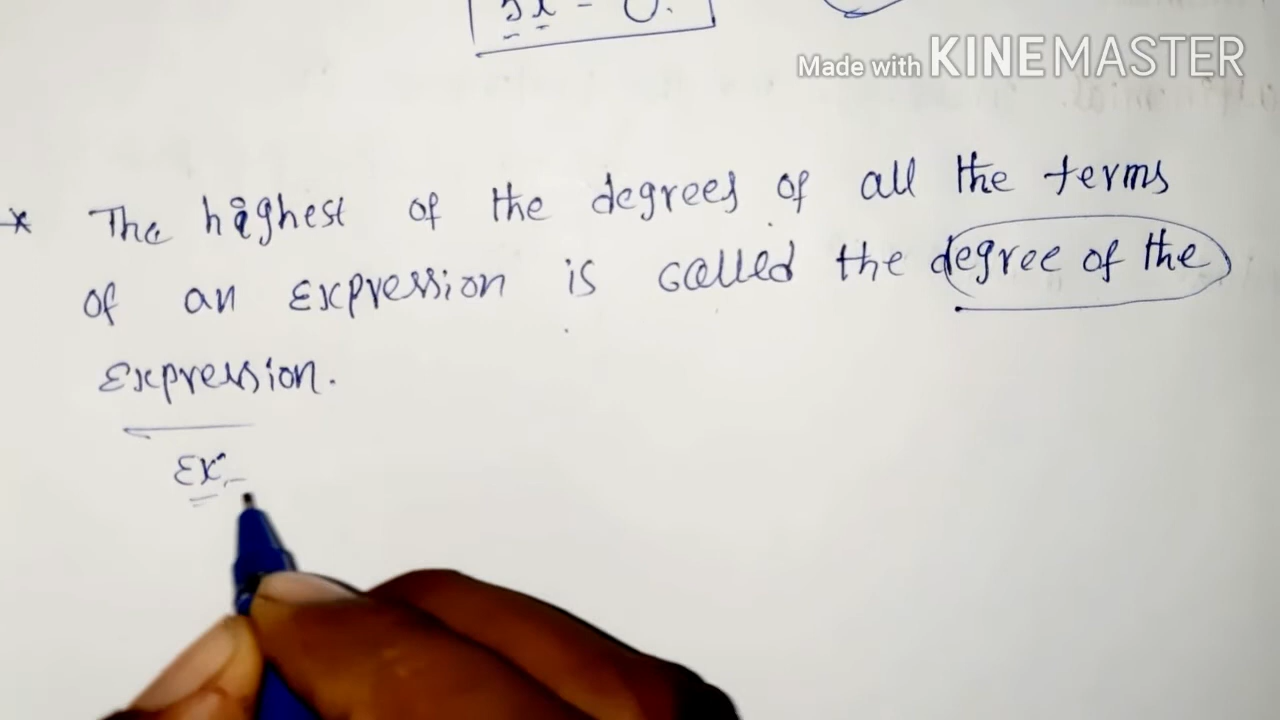 Made with KINEMASTER
* The highest of the degrees of all the terms
of an expression is called the degree of the
expression.
Ex:-